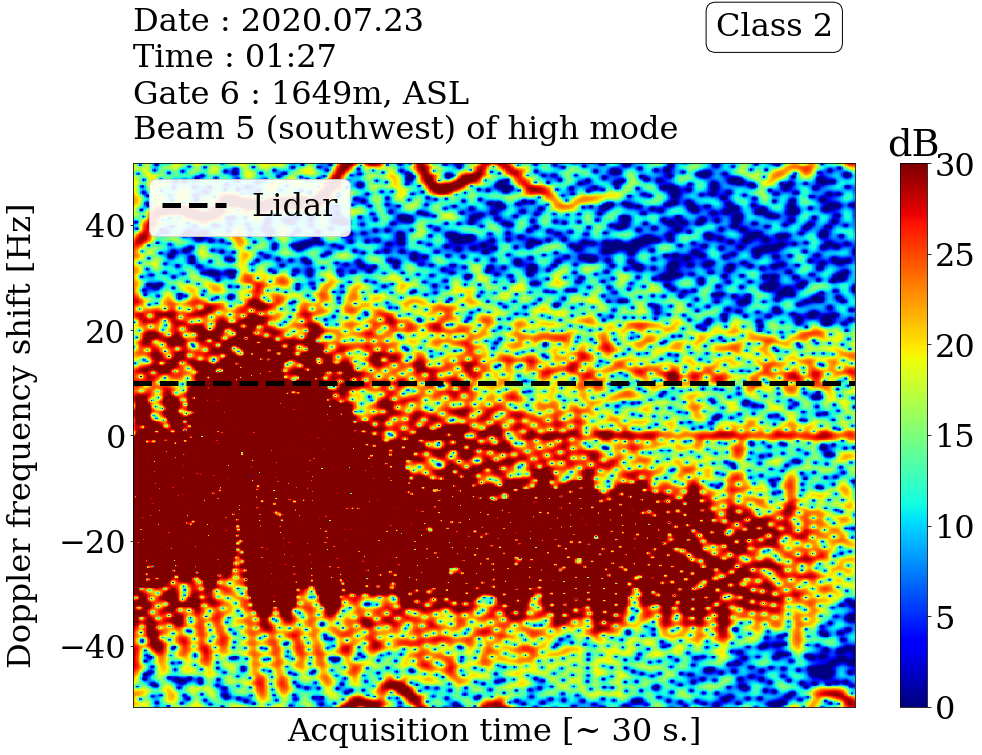 Date : 2020.07.23
Time : 01:27
Gate 6 : 1649m, ASL
Beam 5 (southwest) of high mode
Class 2
dB
Lidar
Doppler frequency shift [Hz]
40
20
0
−20
−40
Acquisition time [~ 30 s.]
30
25
20
15
10
5
0